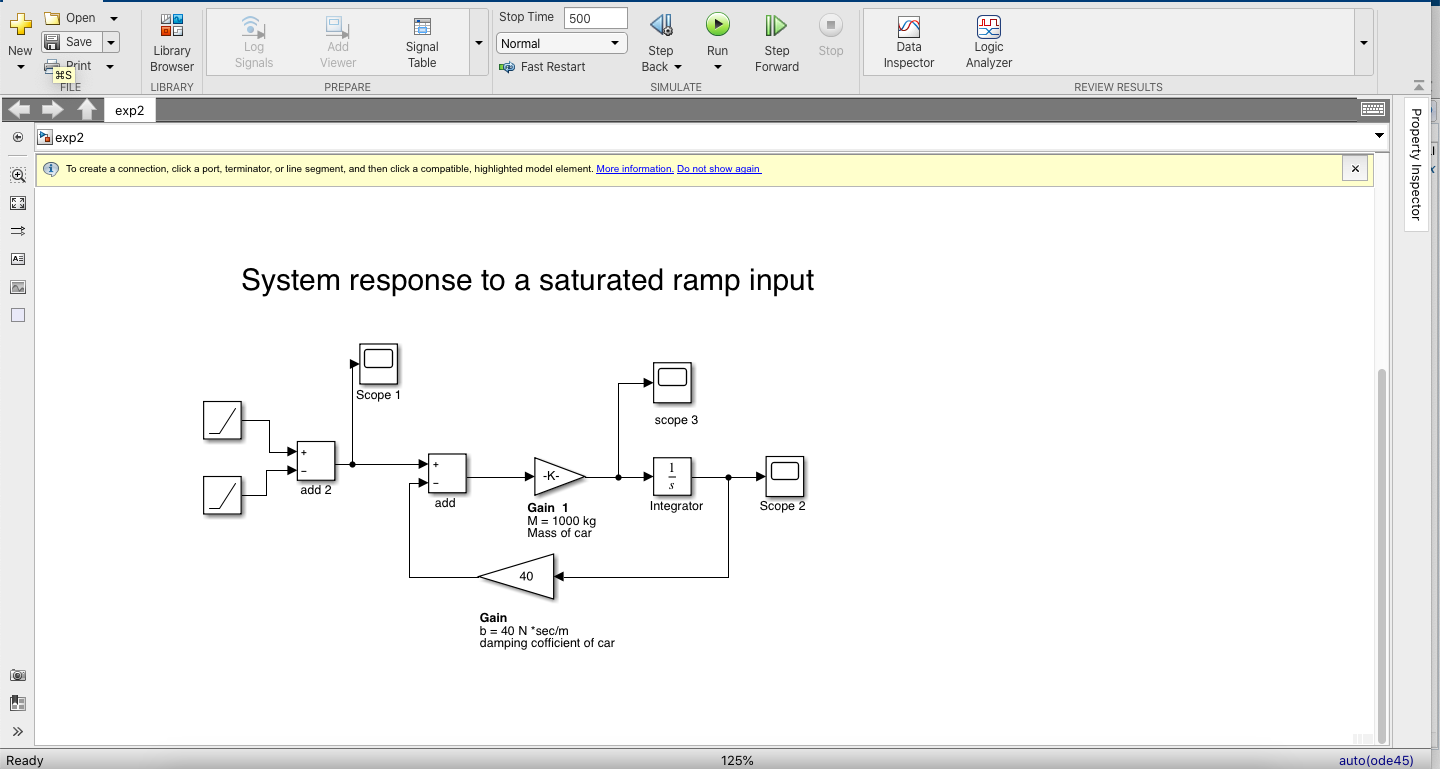 Open
Save
Print
New
⌘S
FILE
Library
Browser
LIBRARY
Log
Signals
Add
Viewer
Signal
Table
PREPARE
Stop Time 500
Normal
Fast Restart
Step
Back
Run
Step
Forward
Stop
SIMULATE
Data
Inspector
Logic
Analyzer
REVIEW RESULTS
exp2
exp2
Property Inspector
To create a connection, click a port, terminator, or line segment, and then click a compatible, highlighted model element. More information. Do not show again
System response to a saturated ramp input
Scope 1
scope 3
+
−
add 2
+
−
add
-K-
Gain 1
M = 1000 kg
Mass of car
1
s
Integrator
Scope 2
40
Gain
b = 40 N *sec/m
damping cofficient of car
Ready
125%
auto(ode45)